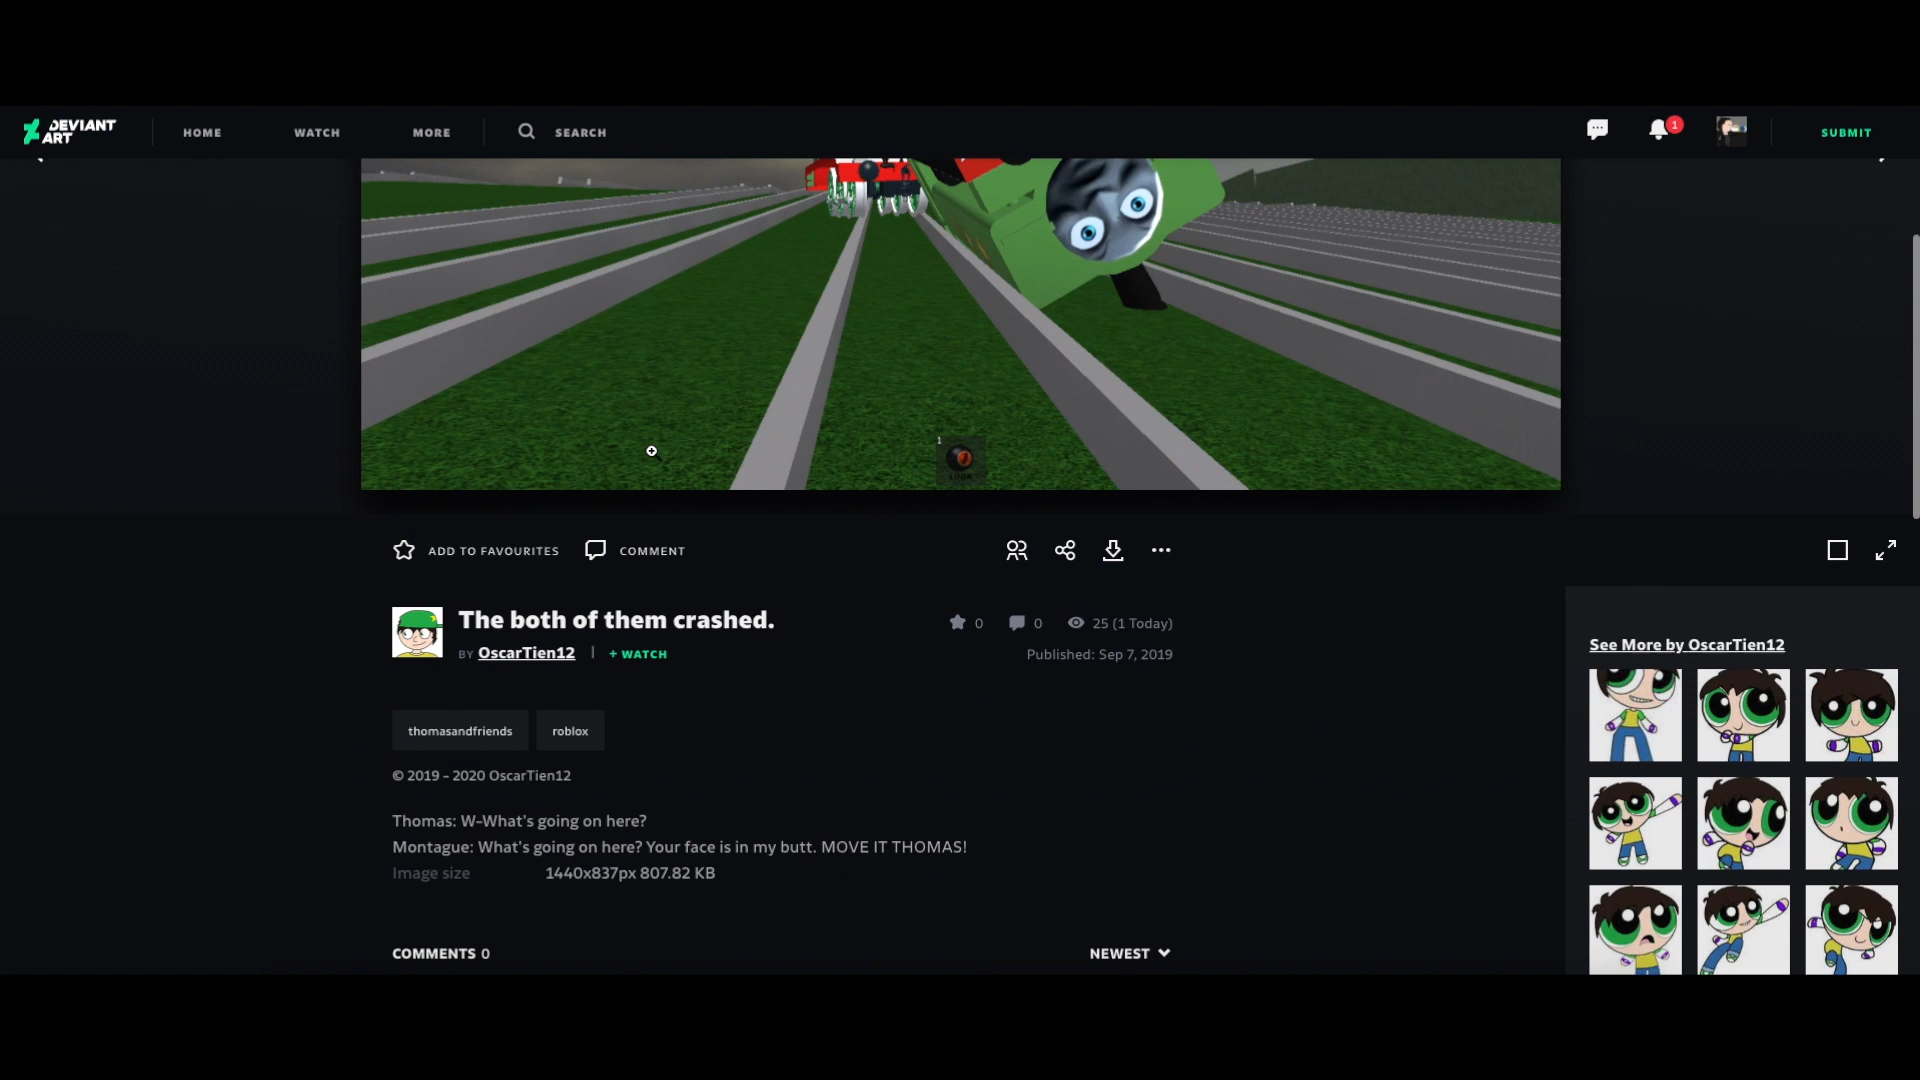 DEVIANT ART
HOME
WATCH
MORE
SEARCH
1
SUBMIT
1
ADD TO FAVOURITES
COMMENT
The both of them crashed.
BY OscarTien12 | + WATCH
0
0
25 (1 Today)
Published: Sep 7, 2019
See More by OscarTien12
thomasandfriends
roblox
© 2019 - 2020 OscarTien12
Thomas: W-What's going on here?
Montague: What's going on here? Your face is in my butt. MOVE IT THOMAS!
Image size 1440x837px 807.82 KB
COMMENTS 0
NEWEST